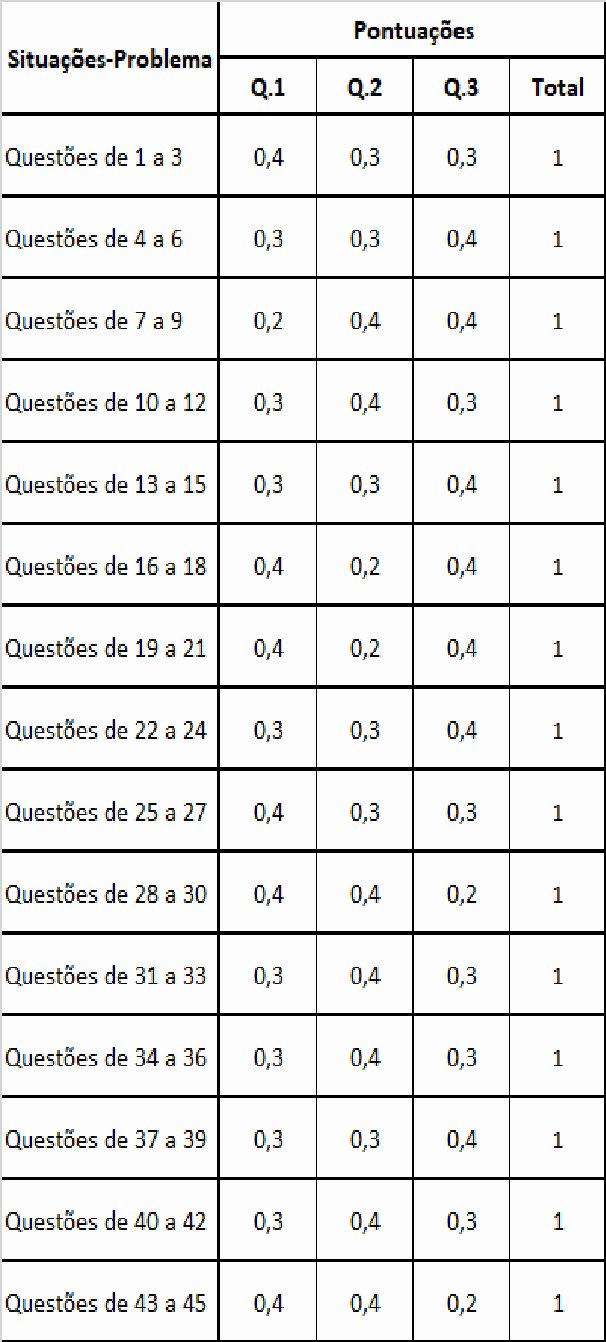 Situações-Problema Pontuações
Q.1 Q.2 Q.3 Total
Questões de 1 a 3 0,4 0,3 0,3 1
Questões de 4 a 6 0,3 0,3 0,4 1
Questões de 7 a 9 0,2 0,4 0,4 1
Questões de 10 a 12 0,3 0,4 0,3 1
Questões de 13 a 15 0,3 0,3 0,4 1
Questões de 16 a 18 0,4 0,2 0,4 1
Questões de 19 a 21 0,4 0,2 0,4 1
Questões de 22 a 24 0,3 0,3 0,4 1
Questões de 25 a 27 0,4 0,3 0,3 1
Questões de 28 a 30 0,4 0,4 0,2 1
Questões de 31 a 33 0,3 0,4 0,3 1
Questões de 34 a 36 0,3 0,4 0,3 1
Questões de 37 a 39 0,3 0,3 0,4 1
Questões de 40 a 42 0,3 0,4 0,3 1
Questões de 43 a 45 0,4 0,4 0,2 1